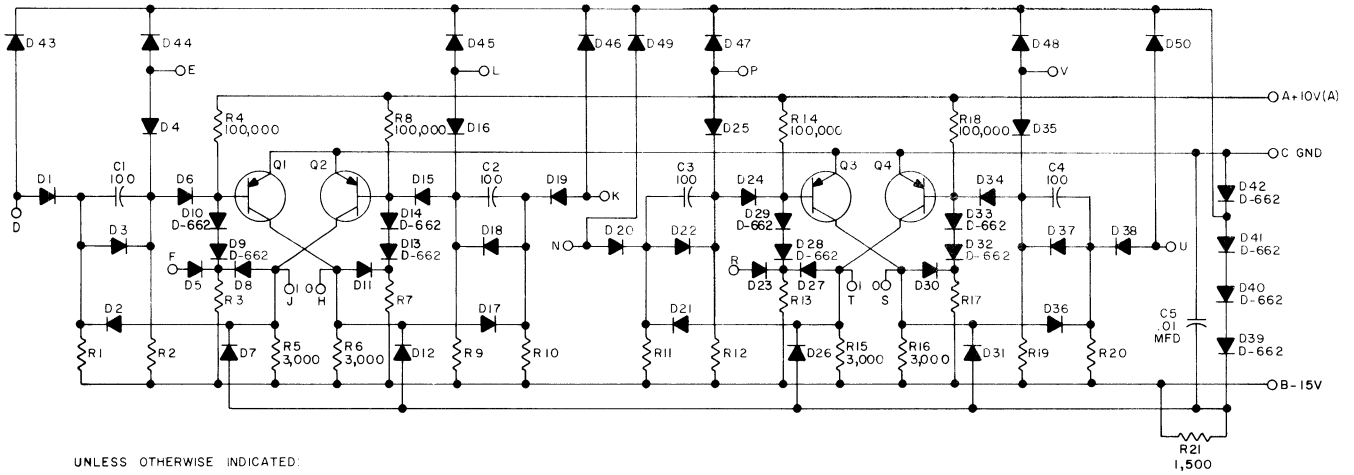 D43
D44
E
D45
L
D46
D49
D47
P
D48
V
D50
A+10V(A)
D4
R4
100,000
R8
100,000
D16
D25
R14
100,000
R18
100,000
D35
C GND
D1
C1
100
D6
Q1
Q2
D15
C2
100
D19
K
C3
100
D24
Q3
Q4
D34
C4
100
D42
D-662
D
D3
D10
D-662
D14
D-662
D18
N
D20
D22
D29
D-662
D33
D-662
D37
D38
U
D41
D-662
F
D5
D9
D-662
D8
D13
D-662
D11
R
D23
D28
D-662
D27
D32
D-662
D30
D40
D-662
R3
1
J
0
H
R7
R13
1
T
0
S
R17
C5
.01
MFD
D2
D7
R5
3,000
R6
3,000
D12
D17
D21
D26
R15
3,000
R16
3,000
D31
D36
D39
D-662
R1
R2
R9
R10
R11
R12
R19
R20
B-15V
R21
1,500
UNLESS OTHERWISE INDICATED: